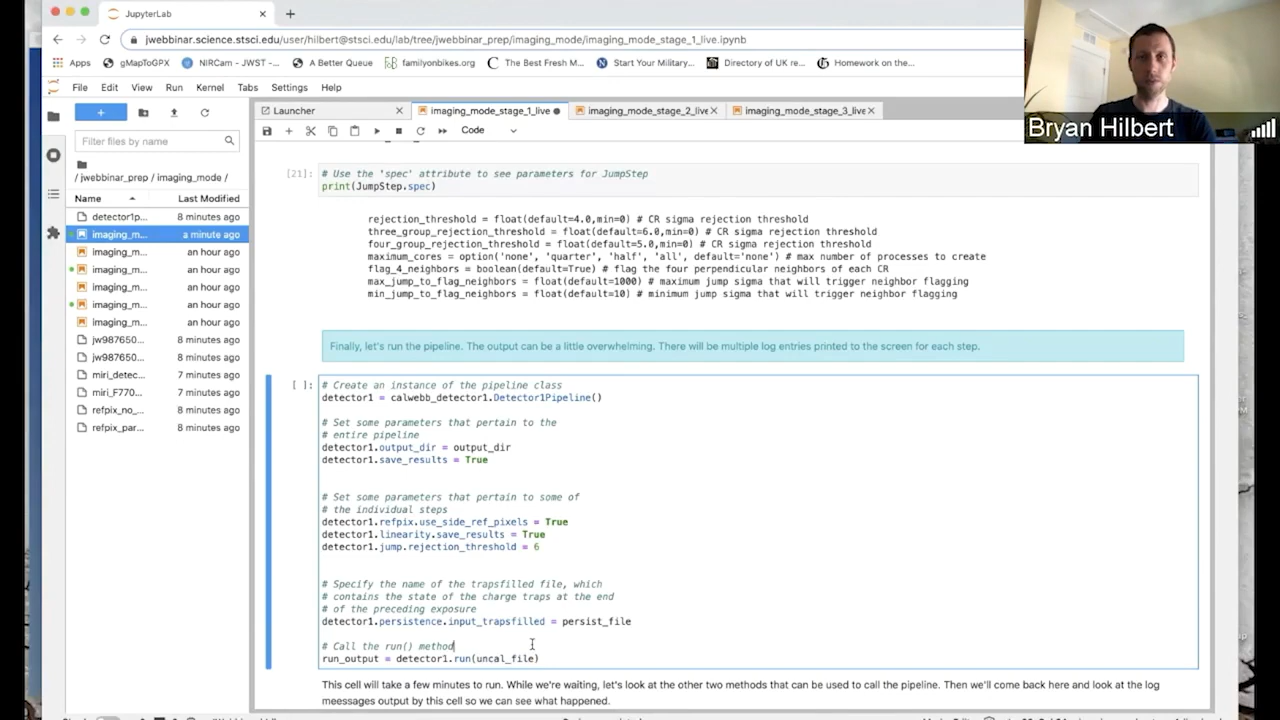 JupyterLab
jwebbinar.science.stsci.edu/user/hilbert@stsci.edu/lab/tree/jwebbinar_prep/imaging_mode/imaging_mode_stage_1_live.ipynb
Apps gMapToGPX NIRCam - JWST -... A Better Queue familyonbikes.org The Best Fresh M... Start Your Military... Directory of UK re... Homework on the...
Bryan Hilbert
File Edit View Run Kernel Tabs Settings Help
Launcher imaging_mode_stage_1_live imaging_mode_stage_2_live imaging_mode_stage_3_live
Code
Filter files by name
/ jwebbinar_prep / imaging_mode /
Name Last Modified
detector1p... 8 minutes ago
imaging_m... a minute ago
imaging_m... an hour ago
imaging_m... an hour ago
imaging_m... an hour ago
imaging_m... an hour ago
imaging_m... an hour ago
jw987650... 8 minutes ago
jw987650... 8 minutes ago
miri_detec... 7 minutes ago
miri_F770... 7 minutes ago
refpix_no_... 8 minutes ago
refpix_par... 8 minutes ago
[21]:
# Use the 'spec' attribute to see parameters for JumpStep
print(JumpStep.spec)
rejection_threshold = float(default=4.0,min=0) # CR sigma rejection threshold
three_group_rejection_threshold = float(default=6.0,min=0) # CR sigma rejection threshold
four_group_rejection_threshold = float(default=5.0,min=0) # CR sigma rejection threshold
maximum_cores = option('none', 'quarter', 'half', 'all', default='none') # max number of processes to create
flag_4_neighbors = boolean(default=True) # flag the four perpendicular neighbors of each CR
max_jump_to_flag_neighbors = float(default=1000) # maximum jump sigma that will trigger neighbor flagging
min_jump_to_flag_neighbors = float(default=10) # minimum jump sigma that will trigger neighbor flagging
Finally, let's run the pipeline. The output can be a little overwhelming. There will be multiple log entries printed to the screen for each step.
[ ]:
# Create an instance of the pipeline class
detector1 = calwebb_detector1.Detector1Pipeline()
# Set some parameters that pertain to the
# entire pipeline
detector1.output_dir = output_dir
detector1.save_results = True
# Set some parameters that pertain to some of
# the individual steps
detector1.refpix.use_side_ref_pixels = True
detector1.linearity.save_results = True
detector1.jump.rejection_threshold = 6
# Specify the name of the trapsfilled file, which
# contains the state of the charge traps at the end
# of the preceding exposure
detector1.persistence.input_trapsfilled = persist_file
# Call the run() method
run_output = detector1.run(uncal_file)
This cell will take a few minutes to run. While we're waiting, let's look at the other two methods that can be used to call the pipeline. Then we'll come back here and look at the log
meessages output by this cell so we can see what happened.